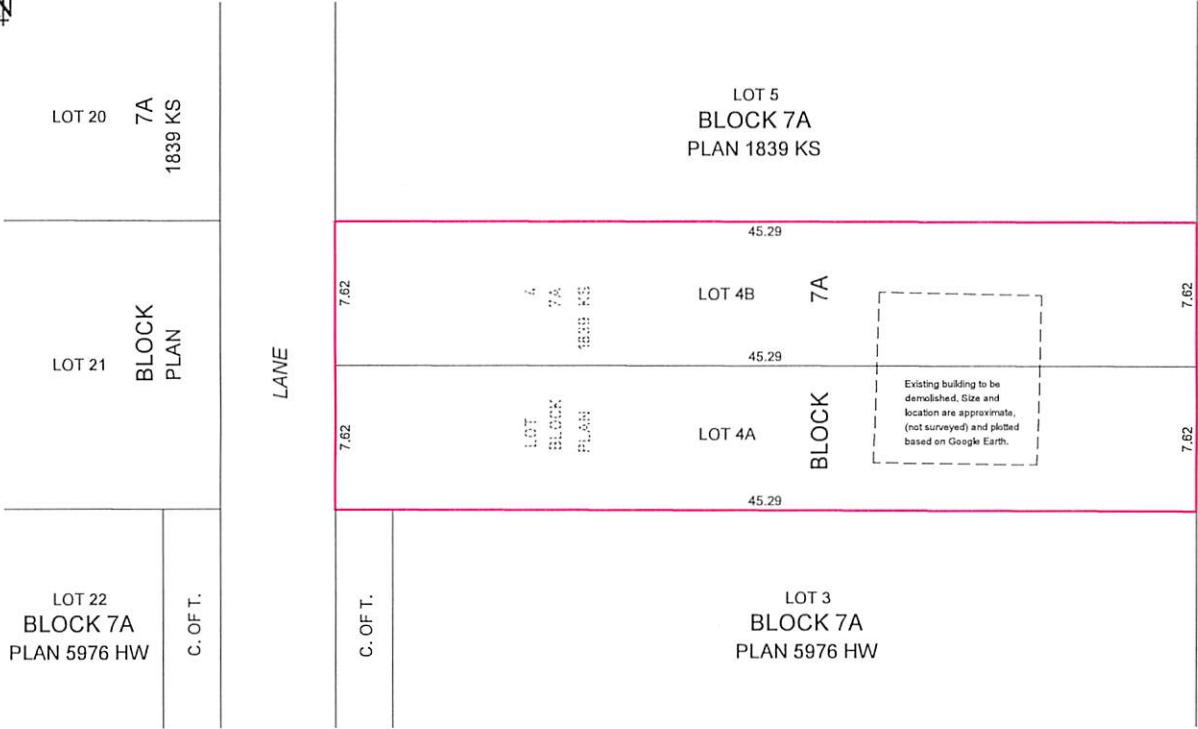 N
LOT 20
7A
1839 KS
LOT 5
BLOCK 7A
PLAN 1839 KS
LOT 21
BLOCK
PLAN
LANE
45.29
7.62
LOT 4B
7A
7.62
45.29
LOT 4
BLOCK 7A
PLAN 1839 KS
7.62
LOT 4A
BLOCK
Existing building to be
demolished. Size and
location are approximate,
(not surveyed) and plotted
based on Google Earth.
7.62
45.29
LOT 22
BLOCK 7A
PLAN 5976 HW
C. OF T.
C. OF T.
LOT 3
BLOCK 7A
PLAN 5976 HW